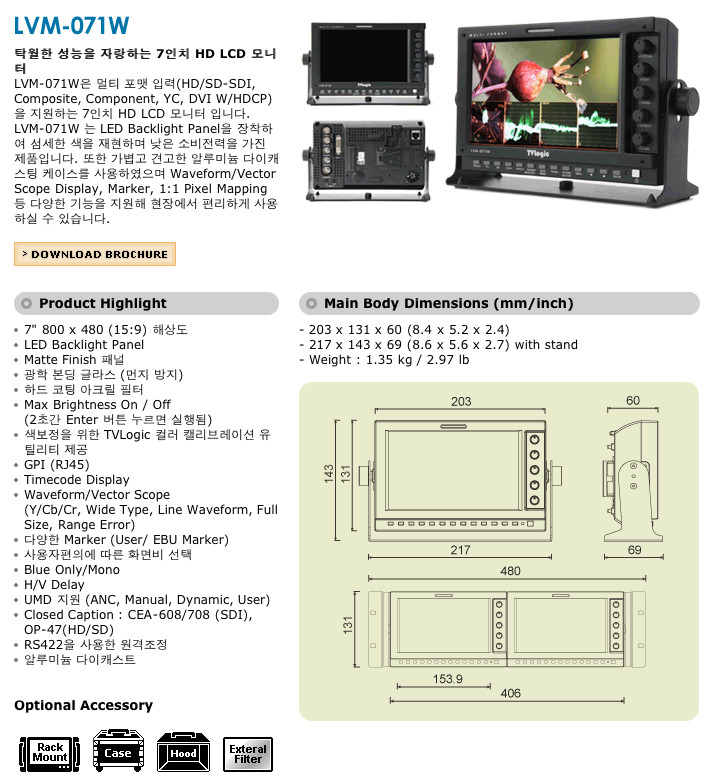 LVM-071W
탁월한 성능을 자랑하는 7인치 HD LCD 모니
터
LVM-071W은 멀티 포맷 입력(HD/SD-SDI,
Composite, Component, YC, DVI W/HDCP)
을 지원하는 7인치 HD LCD 모니터 입니다.
LVM-071W 는 LED Backlight Panel을 장착하
여 섬세한 색을 재현하며 낮은 소비전력을 가진
제품입니다. 또한 가볍고 견고한 알루미늄 다이캐
스팅 케이스를 사용하였으며 Waveform/Vector
Scope Display, Marker, 1:1 Pixel Mapping
등 다양한 기능을 지원해 현장에서 편리하게 사용
하실 수 있습니다.
> DOWNLOAD BROCHURE
MULTI FORMAT
TVlogic
MULTI FORMAT
TVlogic
Product Highlight
7" 800 x 480 (15:9) 해상도
LED Backlight Panel
Matte Finish 패널
광학 본딩 글라스 (먼지 방지)
하드 코팅 아크릴 필터
Max Brightness On / Off
(2초간 Enter 버튼 누르면 실행됨)
색보정을 위한 TVLogic 컬러 캘리브레이션 유
틸리티 제공
GPI (RJ45)
Timecode Display
Waveform/Vector Scope
(Y/Cb/Cr, Wide Type, Line Waveform, Full
Size, Range Error)
다양한 Marker (User/ EBU Marker)
사용자편의에 따른 화면비 선택
Blue Only/Mono
H/V Delay
UMD 지원 (ANC, Manual, Dynamic, User)
Closed Caption : CEA-608/708 (SDI),
OP-47(HD/SD)
RS422을 사용한 원격조정
알루미늄 다이캐스트
Optional Accessory
Rack
Mount
Case
Hood
Exteral
Filter
Main Body Dimensions (mm/inch)
- 203 x 131 x 60 (8.4 x 5.2 x 2.4)
- 217 x 143 x 69 (8.6 x 5.6 x 2.7) with stand
- Weight : 1.35 kg / 2.97 lb
203
60
143
131
217
69
480
131
153.9
406